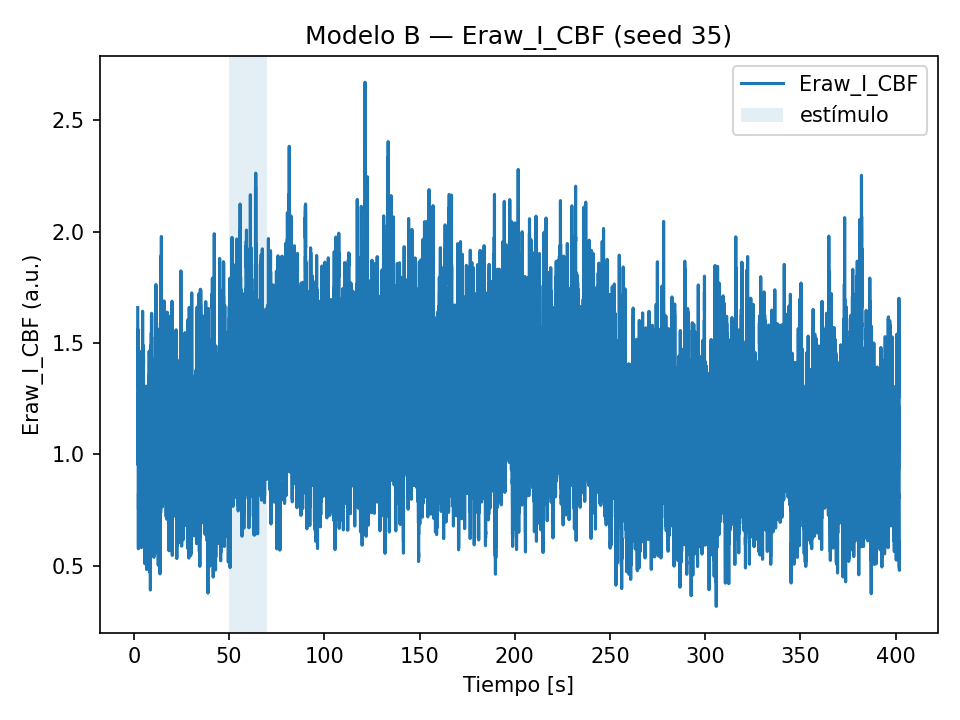 Modelo B — Eraw_I_CBF (seed 35)
Eraw_I_CBF
estímulo
Eraw_I_CBF (a.u.)
2.5
2.0
1.5
1.0
0.5
0 50 100 150 200 250 300 350 400
Tiempo [s]